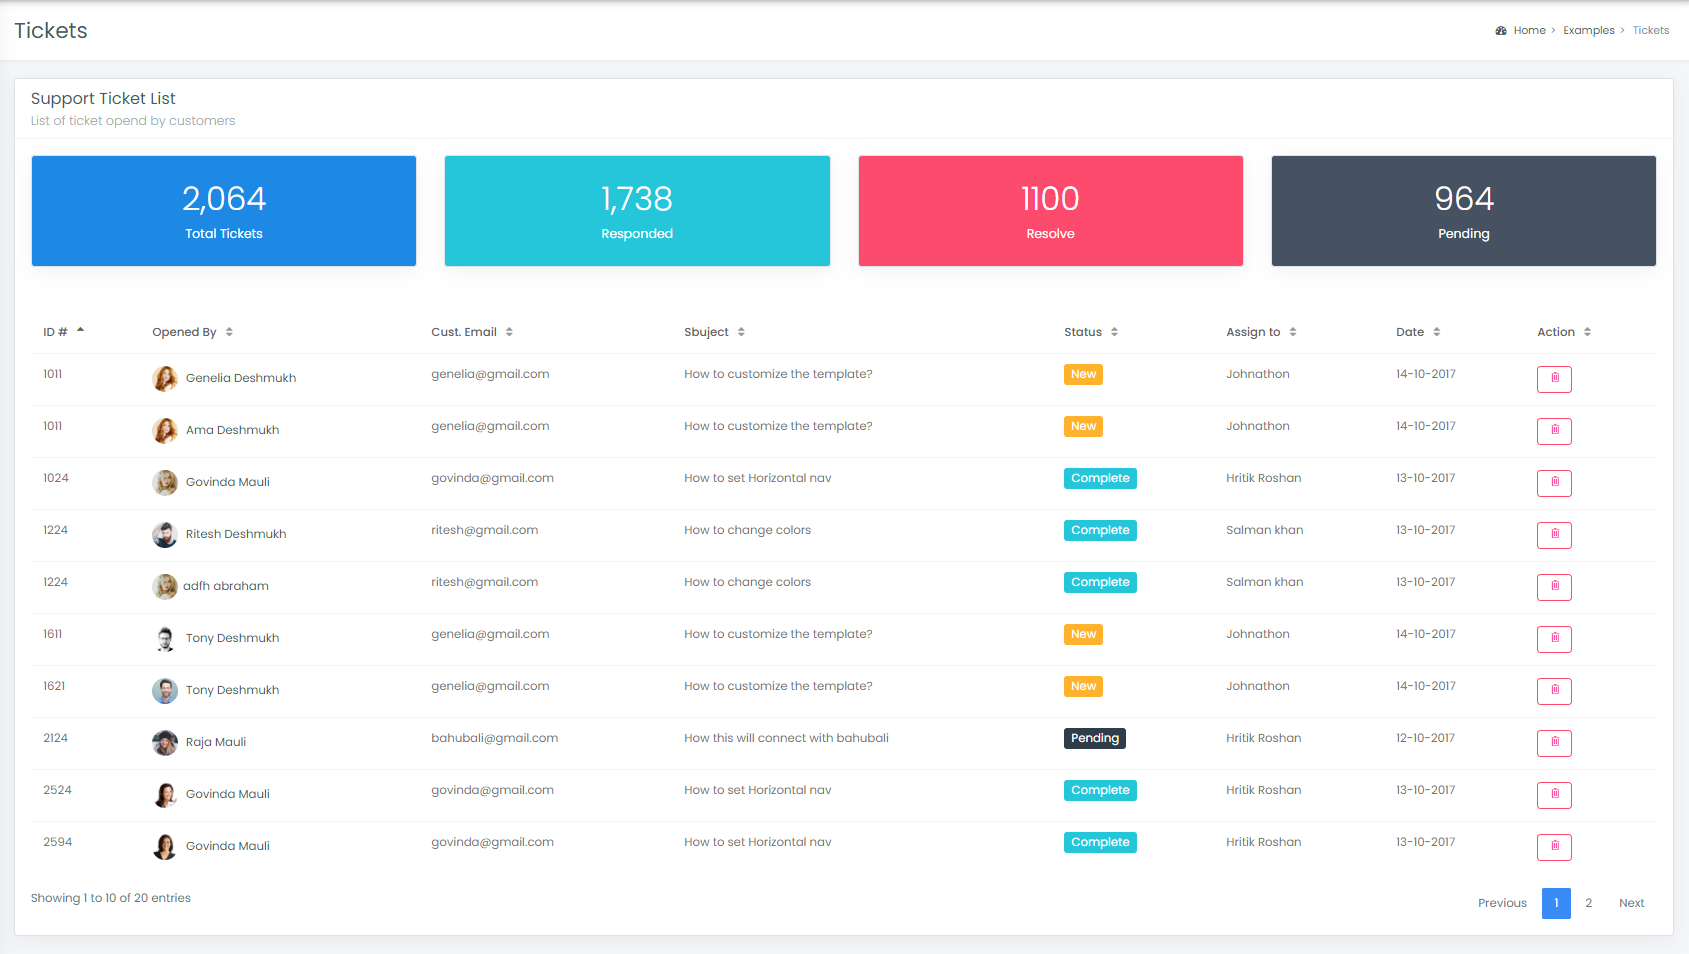 Tickets
Home > Examples > Tickets
Support Ticket List
List of ticket opend by customers
2,064
Total Tickets
1,738
Responded
1100
Resolve
964
Pending
ID # Opened By Cust. Email Sbuject Status Assign to Date Action
1011 Genelia Deshmukh genelia@gmail.com How to customize the template? New Johnathon 14-10-2017
1011 Ama Deshmukh genelia@gmail.com How to customize the template? New Johnathon 14-10-2017
1024 Govinda Mauli govinda@gmail.com How to set Horizontal nav Complete Hritik Roshan 13-10-2017
1224 Ritesh Deshmukh ritesh@gmail.com How to change colors Complete Salman khan 13-10-2017
1224 adfh abraham ritesh@gmail.com How to change colors Complete Salman khan 13-10-2017
1611 Tony Deshmukh genelia@gmail.com How to customize the template? New Johnathon 14-10-2017
1621 Tony Deshmukh genelia@gmail.com How to customize the template? New Johnathon 14-10-2017
2124 Raja Mauli bahubali@gmail.com How this will connect with bahubali Pending Hritik Roshan 12-10-2017
2524 Govinda Mauli govinda@gmail.com How to set Horizontal nav Complete Hritik Roshan 13-10-2017
2594 Govinda Mauli govinda@gmail.com How to set Horizontal nav Complete Hritik Roshan 13-10-2017
Showing 1 to 10 of 20 entries
Previous 1 2 Next